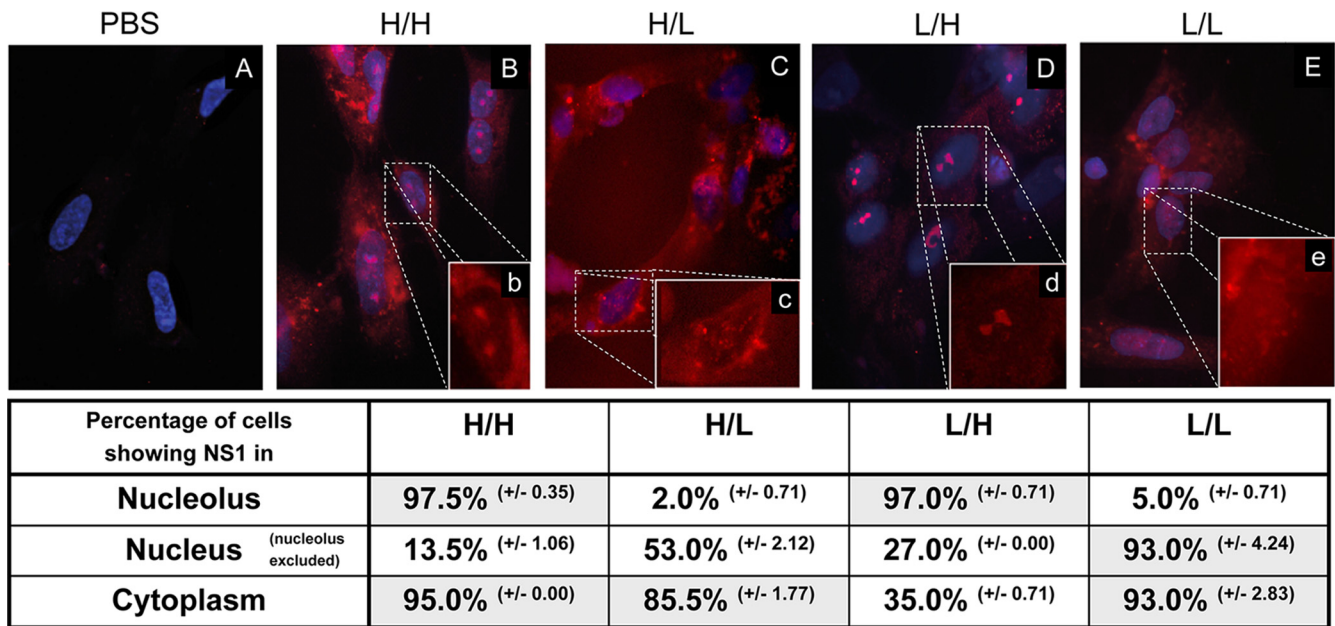 PBS H/H H/L L/H L/L
A B C D E
b c d e
Percentage of cells
showing NS1 in
H/H H/L L/H L/L
Nucleolus 97.5% (+/- 0.35) 2.0% (+/- 0.71) 97.0% (+/- 0.71) 5.0% (+/- 0.71)
Nucleus (nucleolus excluded) 13.5% (+/- 1.06) 53.0% (+/- 2.12) 27.0% (+/- 0.00) 93.0% (+/- 4.24)
Cytoplasm 95.0% (+/- 0.00) 85.5% (+/- 1.77) 35.0% (+/- 0.71) 93.0% (+/- 2.83)